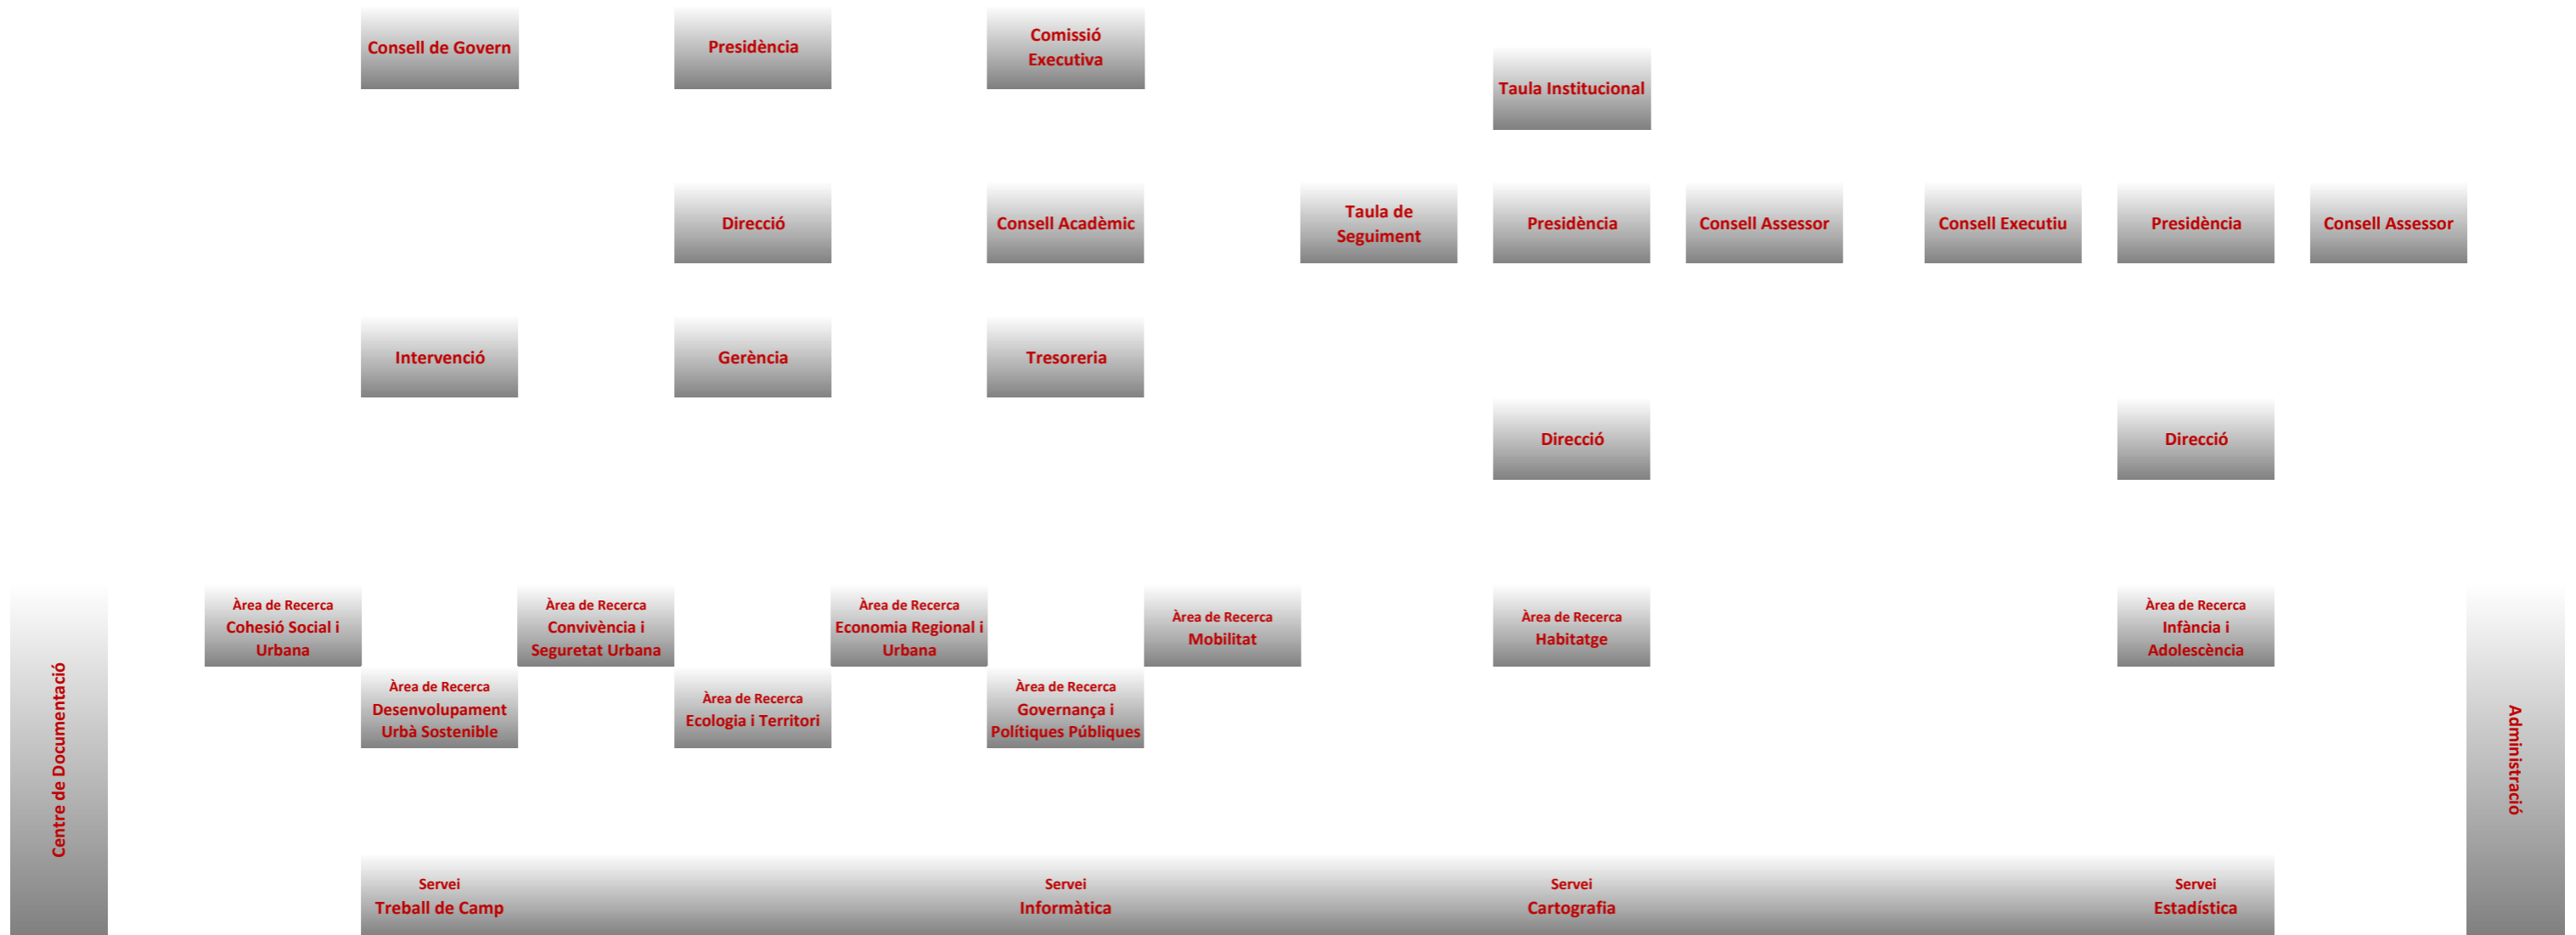 Consell de Govern
Presidència
Comissió
Executiva
Taula Institucional
Direcció
Consell Acadèmic
Taula de
Seguiment
Presidència
Consell Assessor
Consell Executiu
Presidència
Consell Assessor
Intervenció
Gerència
Tresoreria
Direcció
Direcció
Centre de Documentació
Àrea de Recerca
Cohesió Social i
Urbana
Àrea de Recerca
Convivència i
Seguretat Urbana
Àrea de Recerca
Economia Regional i
Urbana
Àrea de Recerca
Mobilitat
Àrea de Recerca
Habitatge
Àrea de Recerca
Infància i
Adolescència
Àrea de Recerca
Desenvolupament
Urbà Sostenible
Àrea de Recerca
Ecologia i Territori
Àrea de Recerca
Governança i
Polítiques Públiques
Administració
Servei
Treball de Camp
Servei
Informàtica
Servei
Cartografia
Servei
Estadística